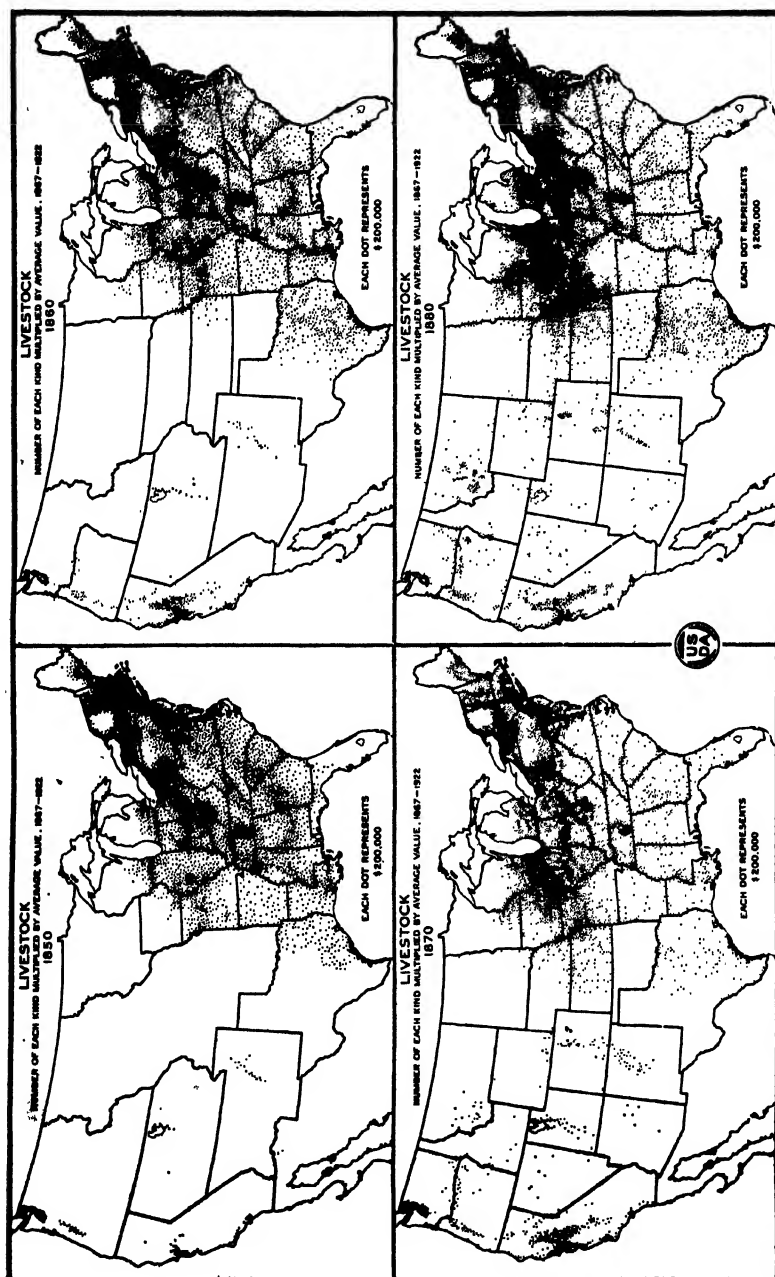 LIVESTOCK
1850
NUMBER OF EACH KIND MULTIPLIED BY AVERAGE VALUE, 1867-1922
EACH DOT REPRESENTS
$200,000
LIVESTOCK
1860
NUMBER OF EACH KIND MULTIPLIED BY AVERAGE VALUE, 1867-1922
EACH DOT REPRESENTS
$200,000
LIVESTOCK
1870
NUMBER OF EACH KIND MULTIPLIED BY AVERAGE VALUE, 1867-1922
EACH DOT REPRESENTS
$200,000
LIVESTOCK
1880
NUMBER OF EACH KIND MULTIPLIED BY AVERAGE VALUE, 1867-1922
EACH DOT REPRESENTS
$200,000
US
DA